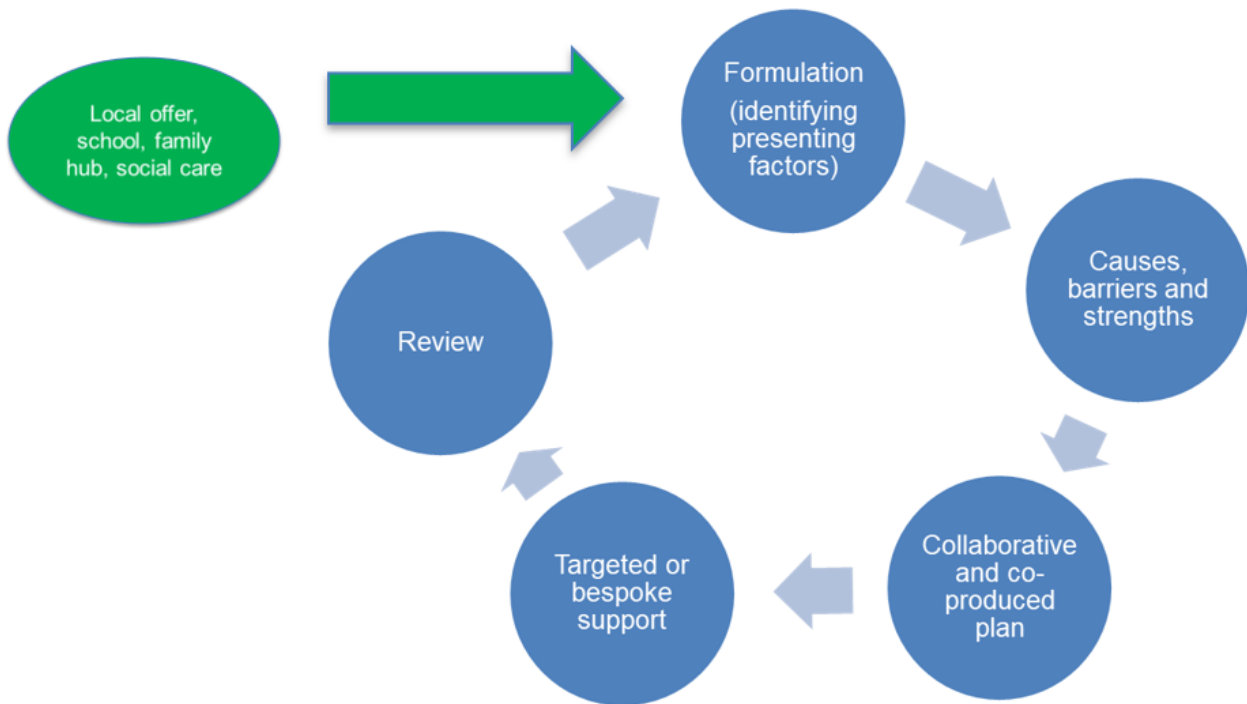 Local offer,
school, family
hub, social care
Formulation
(identifying
presenting
factors)
Causes,
barriers and
strengths
Collaborative
and co-
produced
plan
Targeted or
bespoke
support
Review